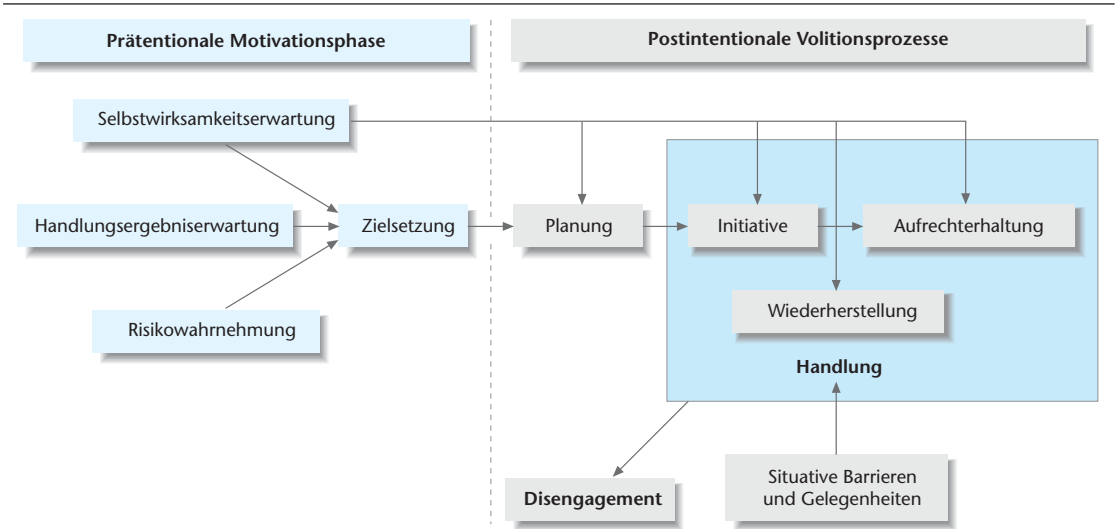 Prätentionale Motivationsphase
Postintentionale Volitionsprozesse
Selbstwirksamkeitserwartung
Handlungsergebniserwartung
Zielsetzung
Planung
Initiative
Aufrechterhaltung
Risikowahrnehmung
Wiederherstellung
Handlung
Disengagement
Situative Barrieren
und Gelegenheiten